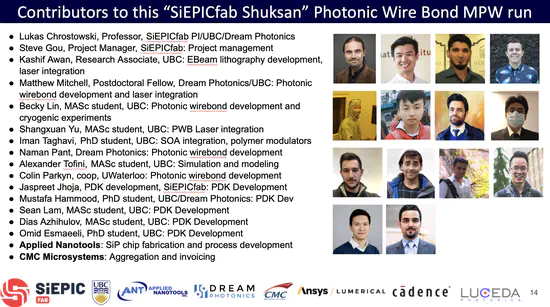 Contributors to this “SiEPICfab Shuksan” Photonic Wire Bond MPW run
• Lukas Chrostowski, Professor, SiEPICfab PI/UBC/Dream Photonics
• Steve Gou, Project Manager, SiEPICfab: Project management
• Kashif Awan, Research Associate, UBC: EBeam lithography development,
laser integration
• Matthew Mitchell, Postdoctoral Fellow, Dream Photonics/UBC: Photonic
wirebond development and laser integration
• Becky Lin, MASc student, UBC: Photonic wirebond development and
cryogenic experiments
• Shangxuan Yu, MASc student, UBC: PWB Laser integration
• Iman Taghavi, PhD student, UBC: SOA integration, polymer modulators
• Naman Pant, Dream Photonics: Photonic wirebond development
• Alexander Tofini, MASc student, UBC: Simulation and modeling
• Colin Parkyn, coop, UWaterloo: Photonic wirebond development
• Jaspreet Jhoja, PDK development, SiEPICfab: PDK Development
• Mustafa Hammood, PhD student, UBC/Dream Photonics: PDK Dev
• Sean Lam, MASc student, UBC: PDK Development
• Dias Azhihulov, MASc student, UBC: PDK Development
• Omid Esmaeeli, PhD student, UBC: PDK Development
• Applied Nanotools: SiP chip fabrication and process development
• CMC Microsystems: Aggregation and invoicing
SiEPIC
FAB
UBC
ANT APPLIED NANOTOOLS
DREAM PHOTONICS
CMC
Ansys / LUMERICAL
cadence
LUCEDA
PHOTONICS
14